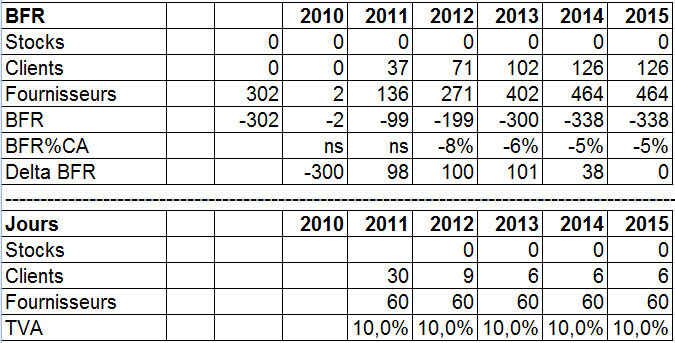 BFR 2010 2011 2012 2013 2014 2015
Stocks 0 0 0 0 0 0 0
Clients 0 0 37 71 102 126 126
Fournisseurs 302 2 136 271 402 464 464
BFR -302 -2 -99 -199 -300 -338 -338
BFR%CA ns ns -8% -6% -5% -5%
Delta BFR -300 98 100 101 38 0
Jours 2010 2011 2012 2013 2014 2015
Stocks 0 0 0 0
Clients 30 9 6 6 6
Fournisseurs 60 60 60 60 60
TVA 10,0% 10,0% 10,0% 10,0% 10,0%